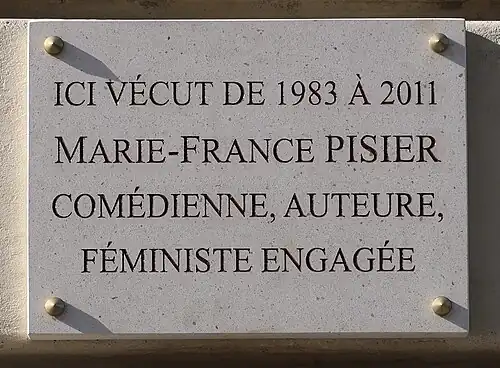 ICI VÉCUT DE 1983 À 2011
MARIE-FRANCE PISIER
COMÉDIENNE, AUTEURE,
FÉMINISTE ENGAGÉE